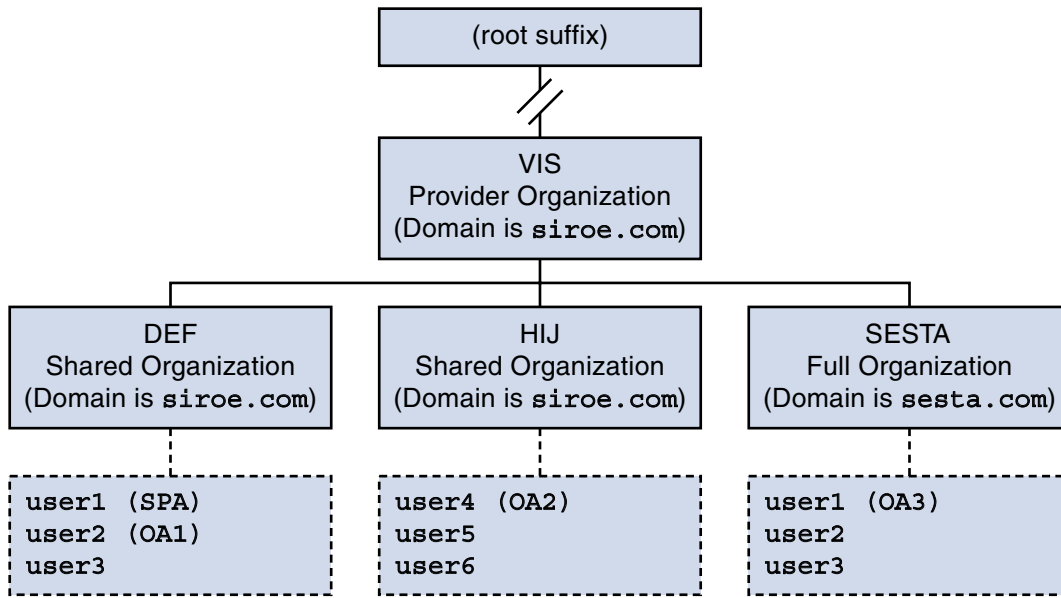 (root suffix)
VIS
Provider Organization
(Domain is siroe.com)
DEF
Shared Organization
(Domain is siroe.com)
HIJ
Shared Organization
(Domain is siroe.com)
SESTA
Full Organization
(Domain is sesta.com)
user1 (SPA)
user2 (OA1)
user3
user4 (OA2)
user5
user6
user1 (OA3)
user2
user3